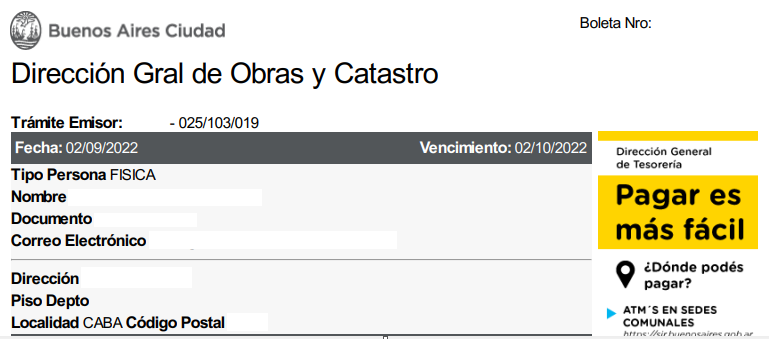 Buenos Aires Ciudad
Boleta Nro:
Dirección Gral de Obras y Catastro
Trámite Emisor: - 025/103/019
Fecha: 02/09/2022 Vencimiento: 02/10/2022
Tipo Persona FISICA
Nombre
Documento
Correo Electrónico
Dirección
Piso Depto
Localidad CABA Código Postal
Dirección General
de Tesorería
Pagar es
más fácil
¿Dónde podés
pagar?
ATM´S EN SEDES
COMUNALES
https://sir.buenosaires.gob.ar